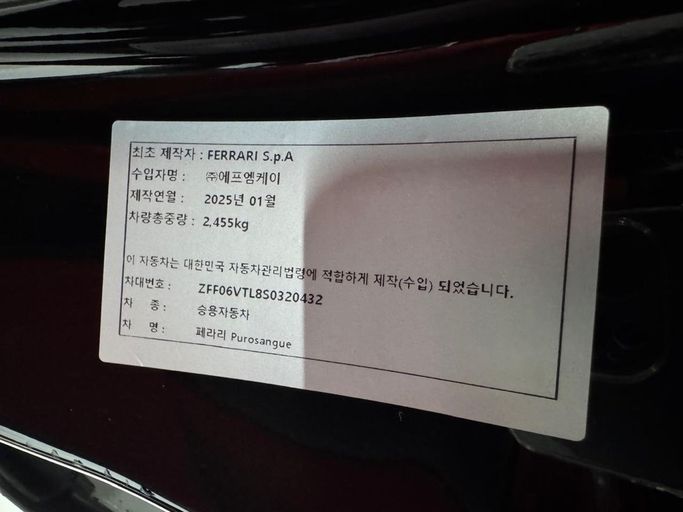 최초 제작자 : FERRARI S.p.A
수입자명 : ㈜에프엠케이
제작연월 : 2025년 01월
차량총중량 : 2,455kg
이 자동차는 대한민국 자동차관리법령에 적합하게 제작(수입) 되었습니다.
차대번호 : ZFF06VTL8S0320432
차 종 : 승용자동차
차 명 : 페라리 Purosangue